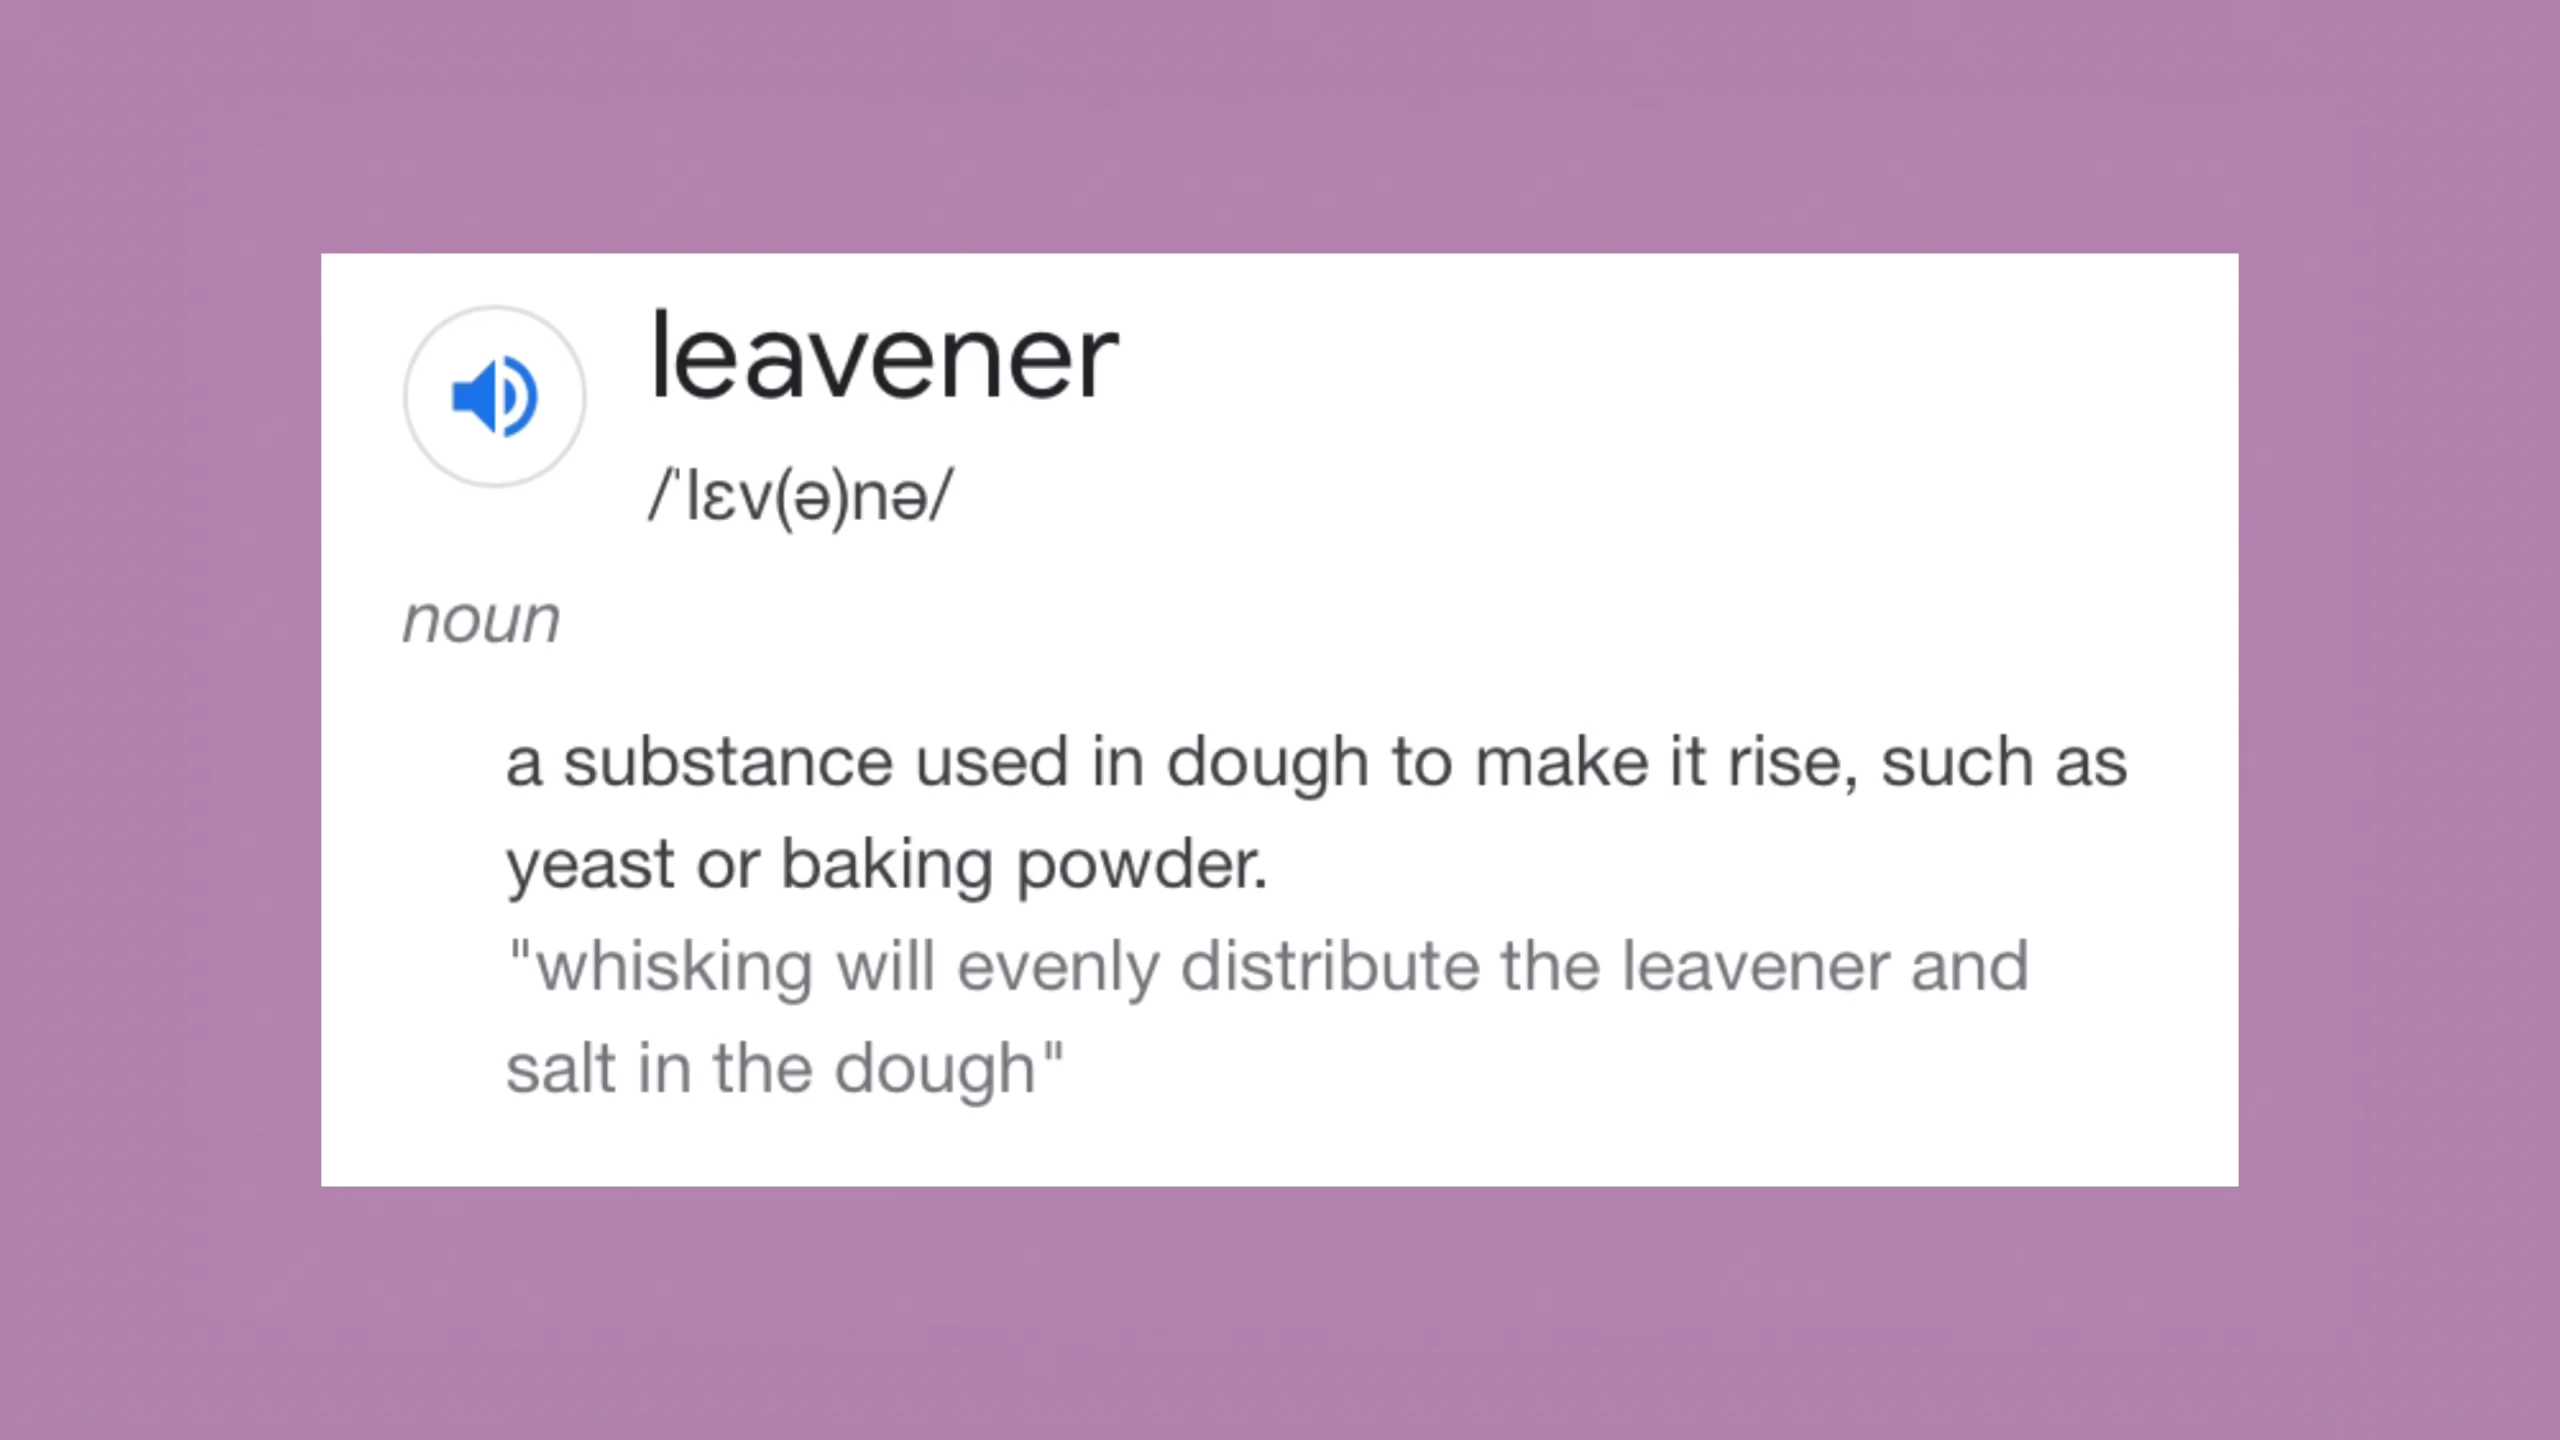 leavener
/ˈlɛv(ə)nə/
noun
a substance used in dough to make it rise, such as
yeast or baking powder.
"whisking will evenly distribute the leavener and
salt in the dough"